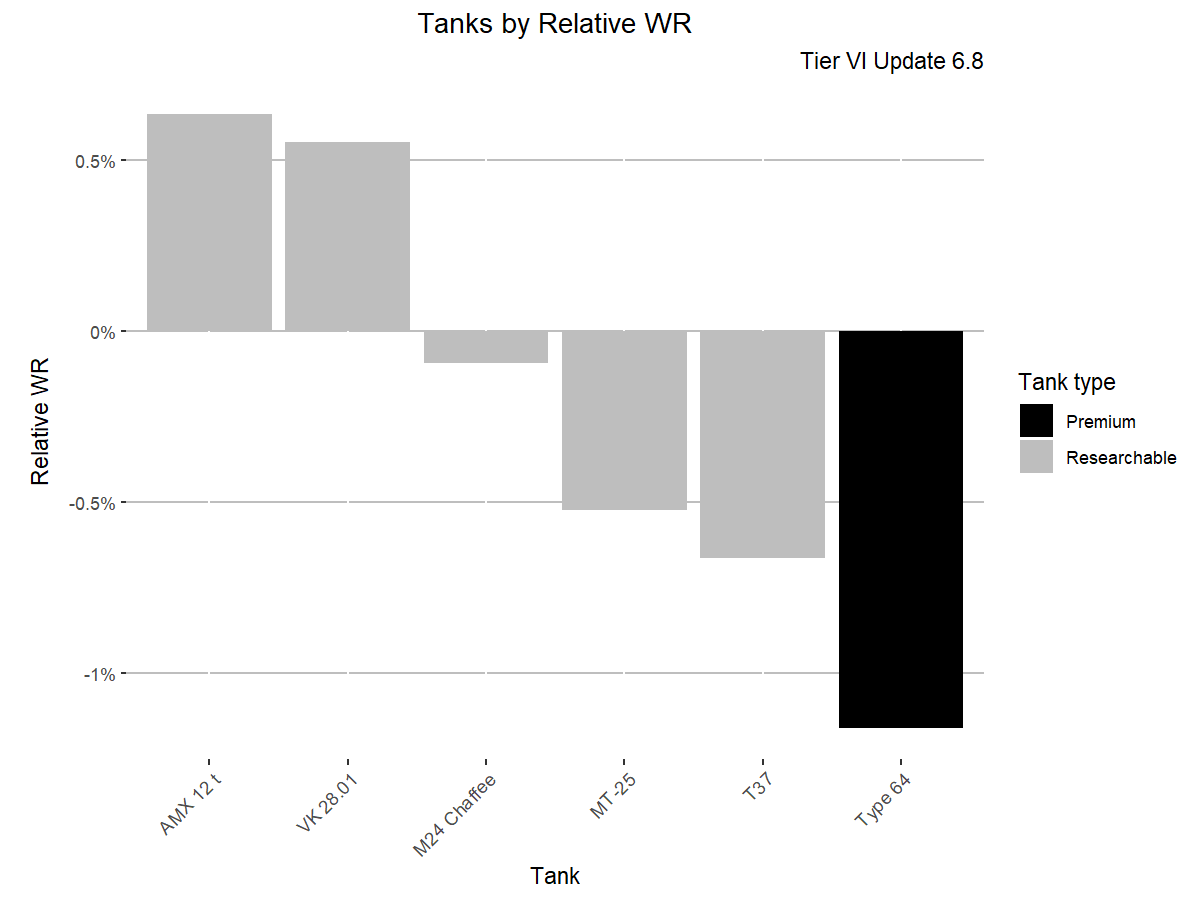 Tanks by Relative WR
Tier VI Update 6.8
Relative WR
0.5%
0%
-0.5%
-1%
AMX 12 t
VK 28.01
M24 Chaffee
MT-25
T37
Type 64
Tank
Tank type
Premium
Researchable